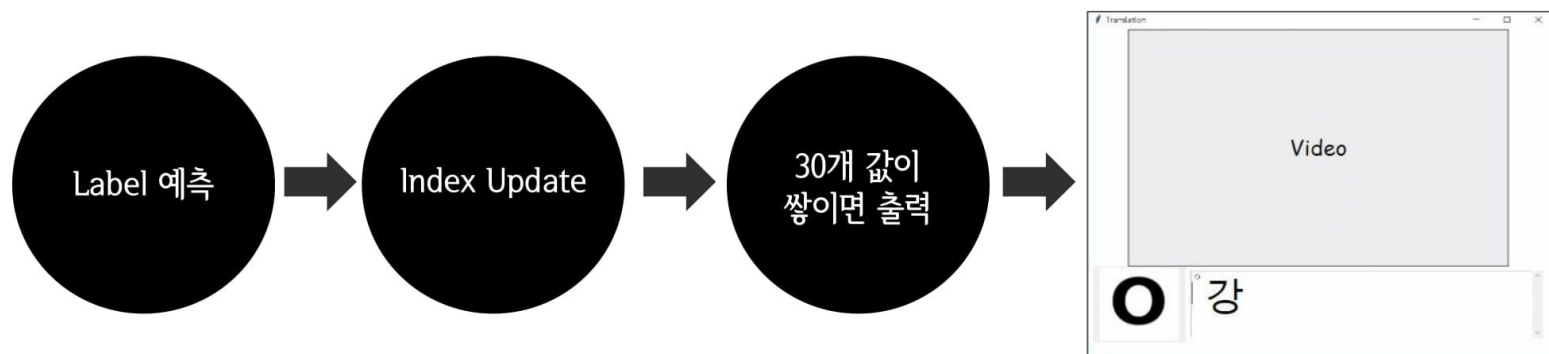 Label 예측
Index Update
30개 값이
쌓이면 출력
Translation
Video
O
강